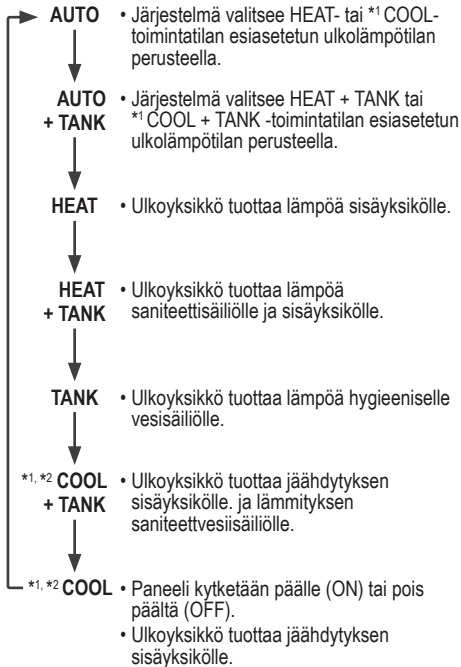 AUTO • Järjestelmä valitsee HEAT- tai *1 COOL-
toimintatilan esiasetetun ulkolämpötilan
perusteella.
AUTO • Järjestelmä valitsee HEAT + TANK tai
+ TANK *1 COOL + TANK -toimintatilan esiasetetun
ulkolämpötilan perusteella.
HEAT • Ulkoyksikkö tuottaa lämpöä sisäyksikölle.
HEAT • Ulkoyksikkö tuottaa lämpöä
+ TANK saniteettisäiliölle ja sisäyksikölle.
TANK • Ulkoyksikkö tuottaa lämpöä hygieeniselle
vesisäiliölle.
*1, *2 COOL • Ulkoyksikkö tuottaa jäähdytyksen
+ TANK sisäyksikölle. ja lämmityksen
saniteettvesiisäiliölle.
*1, *2 COOL • Paneeli kytketään päälle (ON) tai pois
päältä (OFF).
• Ulkoyksikkö tuottaa jäähdytyksen
sisäyksikölle.